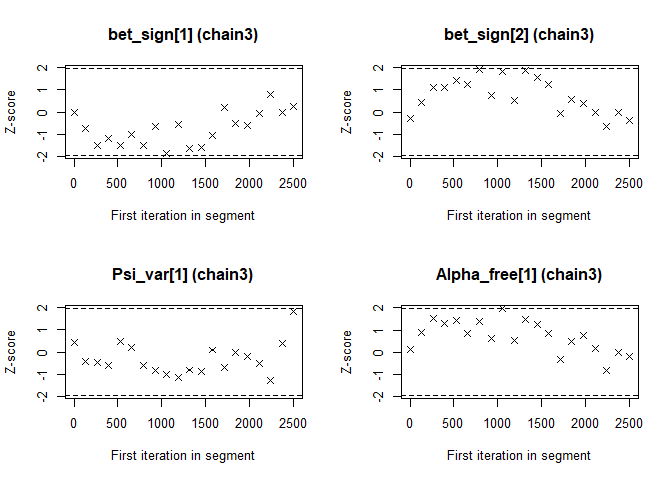 bet_sign[1] (chain3)
Z-score
-2 -1 0 1 2
0 500 1000 1500 2000 2500
First iteration in segment
bet_sign[2] (chain3)
Z-score
-2 -1 0 1 2
0 500 1000 1500 2000 2500
First iteration in segment
Psi_var[1] (chain3)
Z-score
-2 -1 0 1 2
0 500 1000 1500 2000 2500
First iteration in segment
Alpha_free[1] (chain3)
Z-score
-2 -1 0 1 2
0 500 1000 1500 2000 2500
First iteration in segment